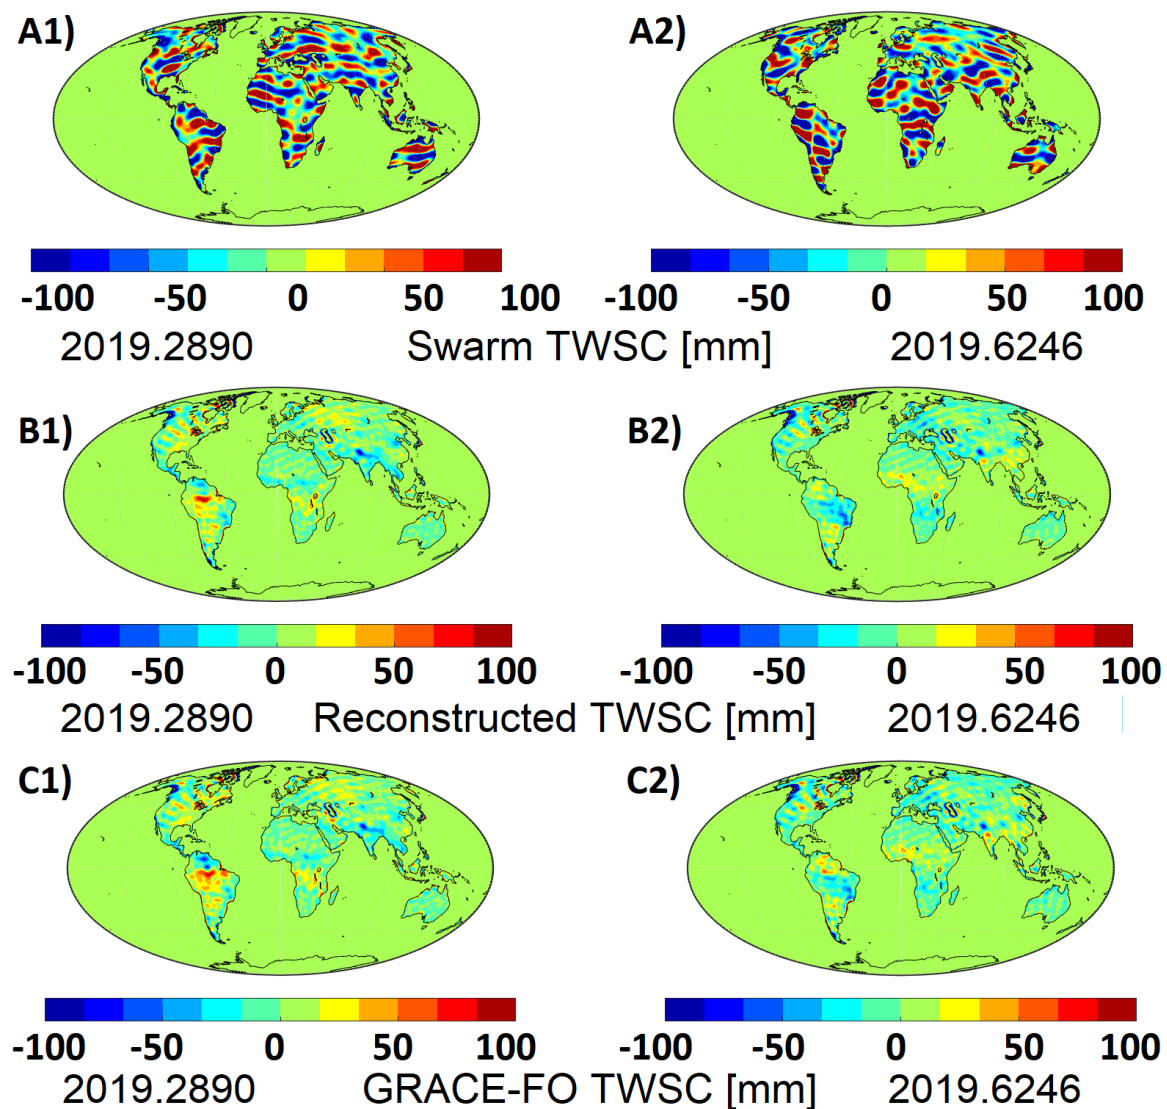 A1) A2)
-100 -50 0 50 100 -100 -50 0 50 100
2019.2890 Swarm TWSC [mm] 2019.6246
B1) B2)
-100 -50 0 50 100 -100 -50 0 50 100
2019.2890 Reconstructed TWSC [mm] 2019.6246
C1) C2)
-100 -50 0 50 100 -100 -50 0 50 100
2019.2890 GRACE-FO TWSC [mm] 2019.6246